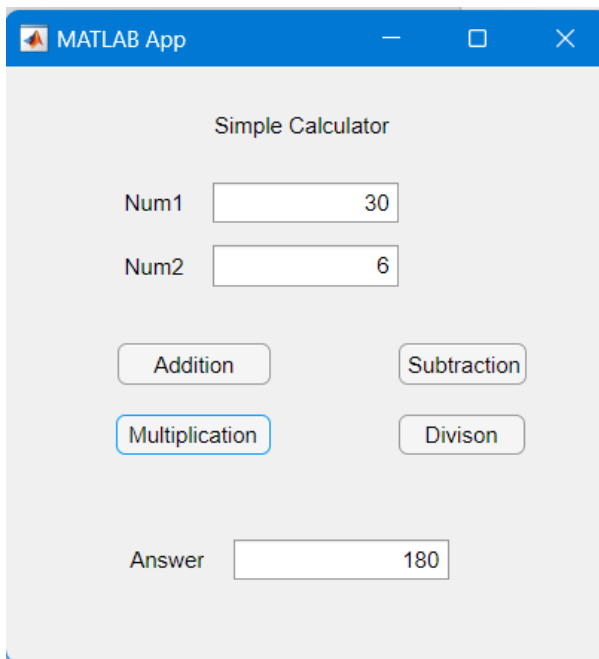 MATLAB App
Simple Calculator
Num1 30
Num2 6
Addition Subtraction
Multiplication Divison
Answer 180